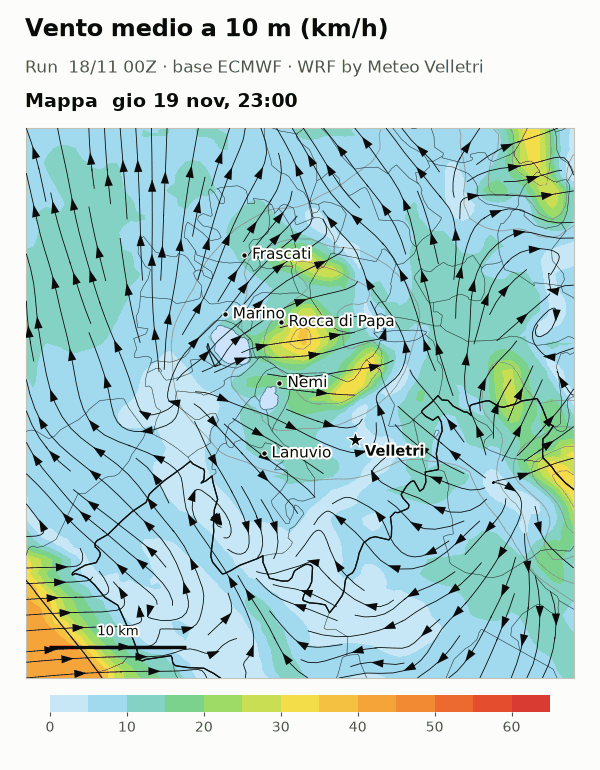 Vento medio a 10 m (km/h)
Run  18/11 00Z · base ECMWF · WRF by Meteo Velletri
Mappa  gio 19 nov, 23:00
Frascati
Marino
Rocca di Papa
Nemi
Velletri
Lanuvio
10 km
0 10 20 30 40 50 60